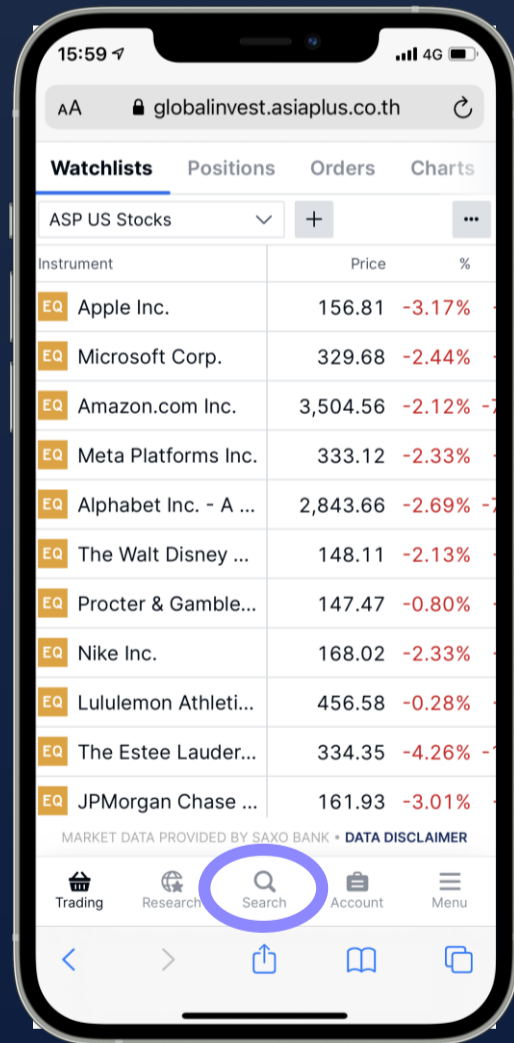 15:59 4G
AA globalinvest.asiaplus.co.th
Watchlists Positions Orders Charts
ASP US Stocks + ...
Instrument Price %
EQ Apple Inc. 156.81 -3.17% -
EQ Microsoft Corp. 329.68 -2.44% -
EQ Amazon.com Inc. 3,504.56 -2.12% -7
EQ Meta Platforms Inc. 333.12 -2.33% -
EQ Alphabet Inc. - A ... 2,843.66 -2.69% -7
EQ The Walt Disney ... 148.11 -2.13% -
EQ Procter & Gamble... 147.47 -0.80% -
EQ Nike Inc. 168.02 -2.33% -
EQ Lululemon Athleti... 456.58 -0.28% -
EQ The Estee Lauder... 334.35 -4.26% -1
EQ JPMorgan Chase ... 161.93 -3.01% -
MARKET DATA PROVIDED BY SAXO BANK • DATA DISCLAIMER
Trading Research Search Account Menu